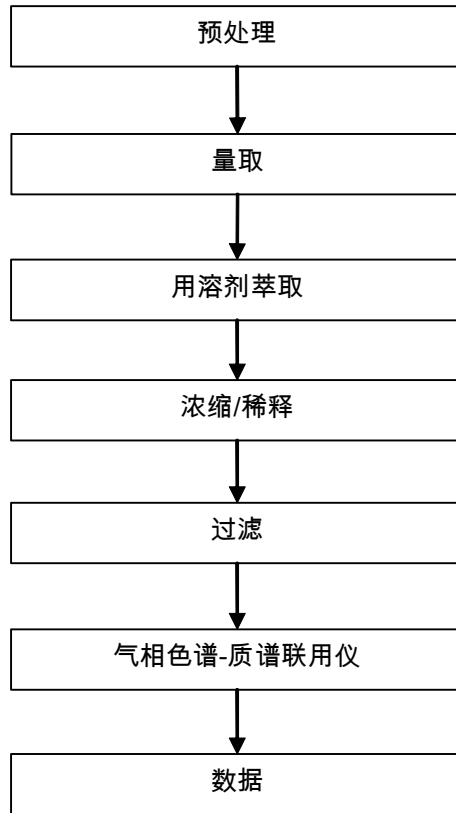 预处理
量取
用溶剂萃取
浓缩/稀释
过滤
气相色谱-质谱联用仪
数据